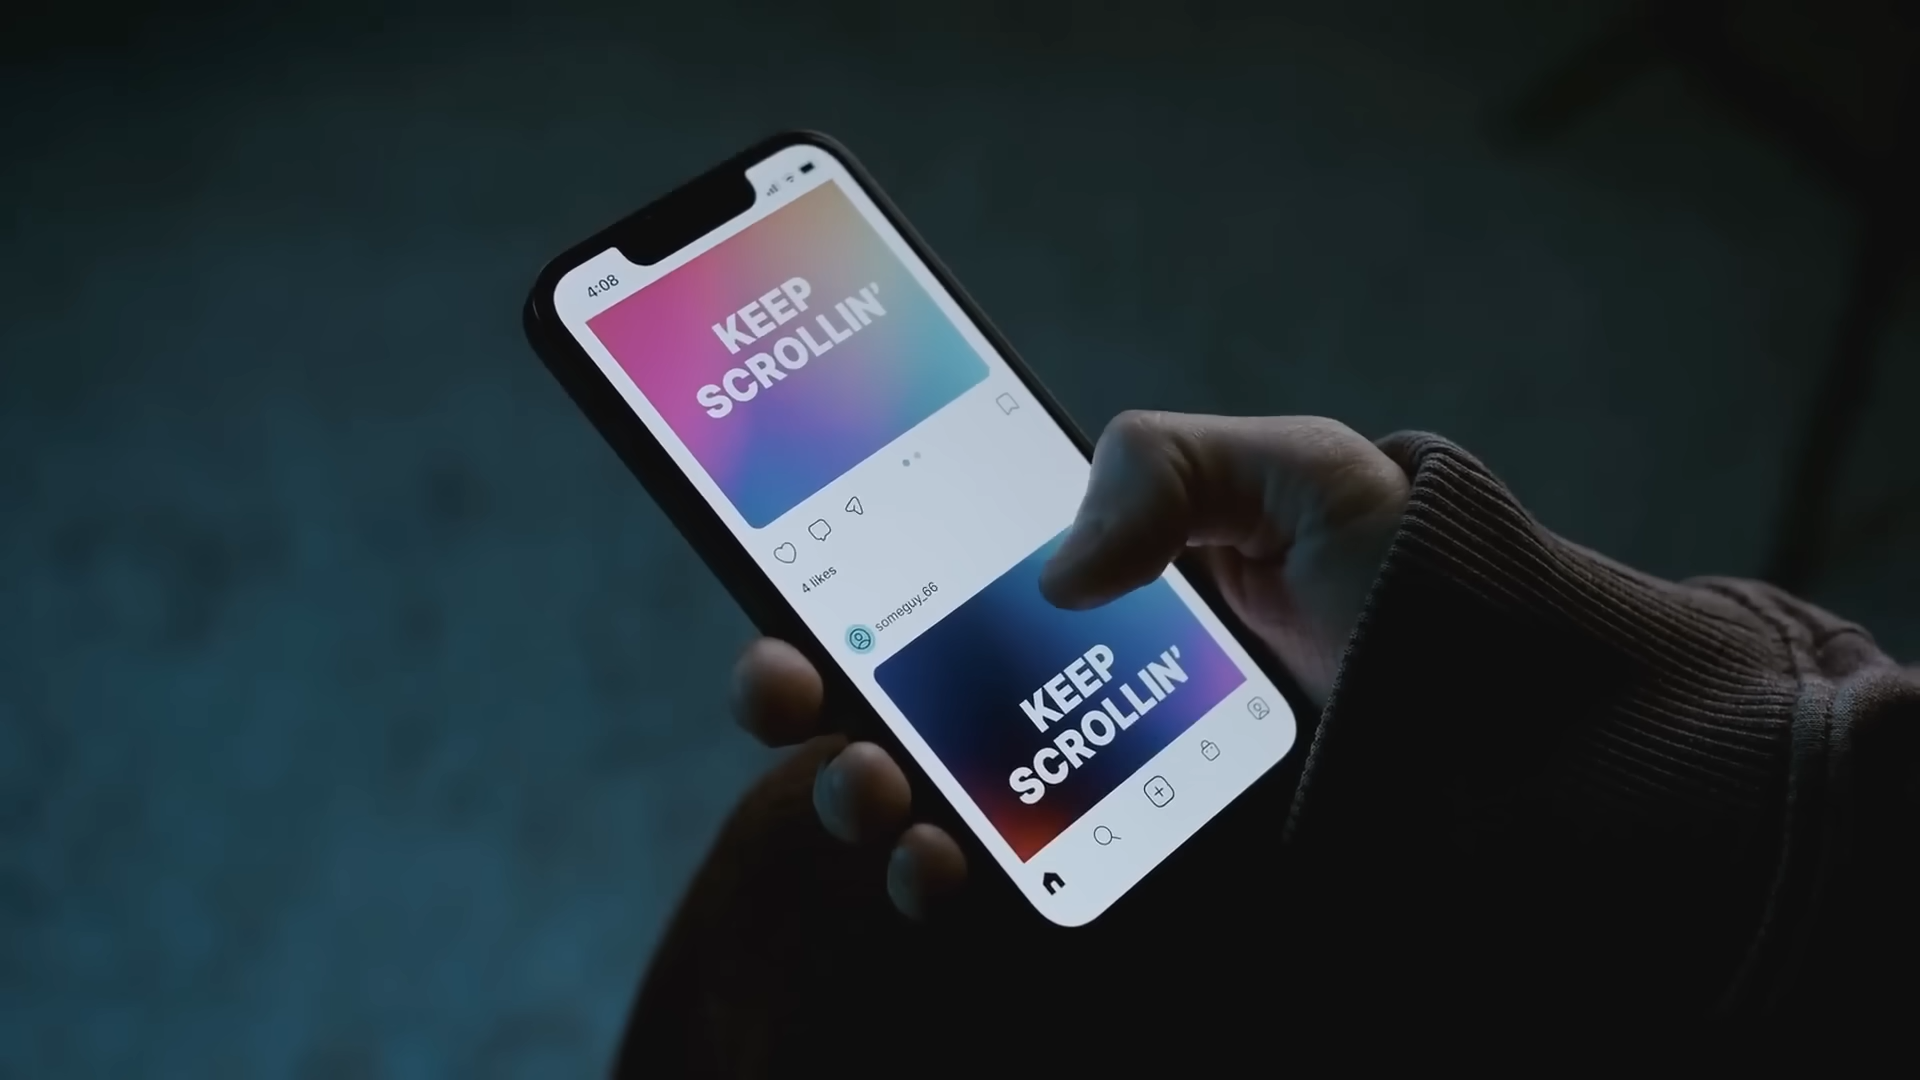 4:08
KEEP
SCROLLIN'
4 likes
someguy_66
KEEP
SCROLLIN'